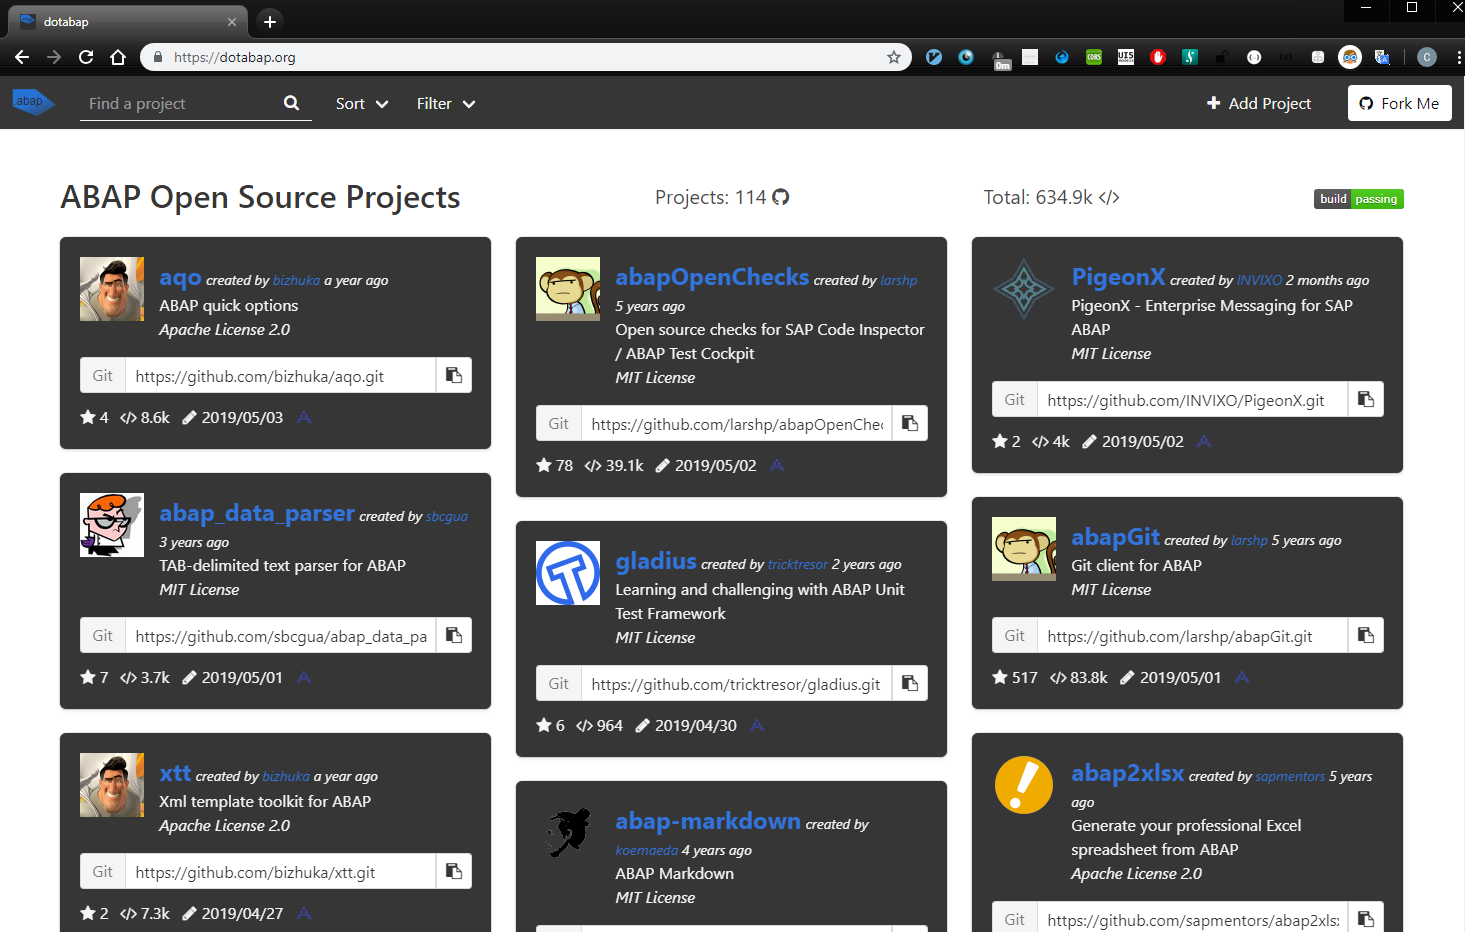 dotabap
https://dotabap.org
0m
CORS
UI5
C
abap
Find a project
Sort
Filter
Add Project
Fork Me
ABAP Open Source Projects
Projects: 114
Total: 634.9k </>
build passing
aqo created by bizhuka a year ago
ABAP quick options
Apache License 2.0
Git https://github.com/bizhuka/aqo.git
4 </> 8.6k 2019/05/03
abap_data_parser created by sbcgua
3 years ago
TAB-delimited text parser for ABAP
MIT License
Git https://github.com/sbcgua/abap_data_pa
7 </> 3.7k 2019/05/01
xtt created by bizhuka a year ago
Xml template toolkit for ABAP
Apache License 2.0
Git https://github.com/bizhuka/xtt.git
2 </> 7.3k 2019/04/27
abapOpenChecks created by larshp
5 years ago
Open source checks for SAP Code Inspector
/ ABAP Test Cockpit
MIT License
Git https://github.com/larshp/abapOpenChec
78 </> 39.1k 2019/05/02
gladius created by tricktresor 2 years ago
Learning and challenging with ABAP Unit
Test Framework
MIT License
Git https://github.com/tricktresor/gladius.git
6 </> 964 2019/04/30
abap-markdown created by
koemaeda 4 years ago
ABAP Markdown
MIT License
PigeonX created by INVIXO 2 months ago
PigeonX - Enterprise Messaging for SAP
ABAP
MIT License
Git https://github.com/INVIXO/PigeonX.git
2 </> 4k 2019/05/02
abapGit created by larshp 5 years ago
Git client for ABAP
MIT License
Git https://github.com/larshp/abapGit.git
517 </> 83.8k 2019/05/01
abap2xlsx created by sapmentors 5 years
ago
Generate your professional Excel
spreadsheet from ABAP
Apache License 2.0
Git https://github.com/sapmentors/abap2xlsx